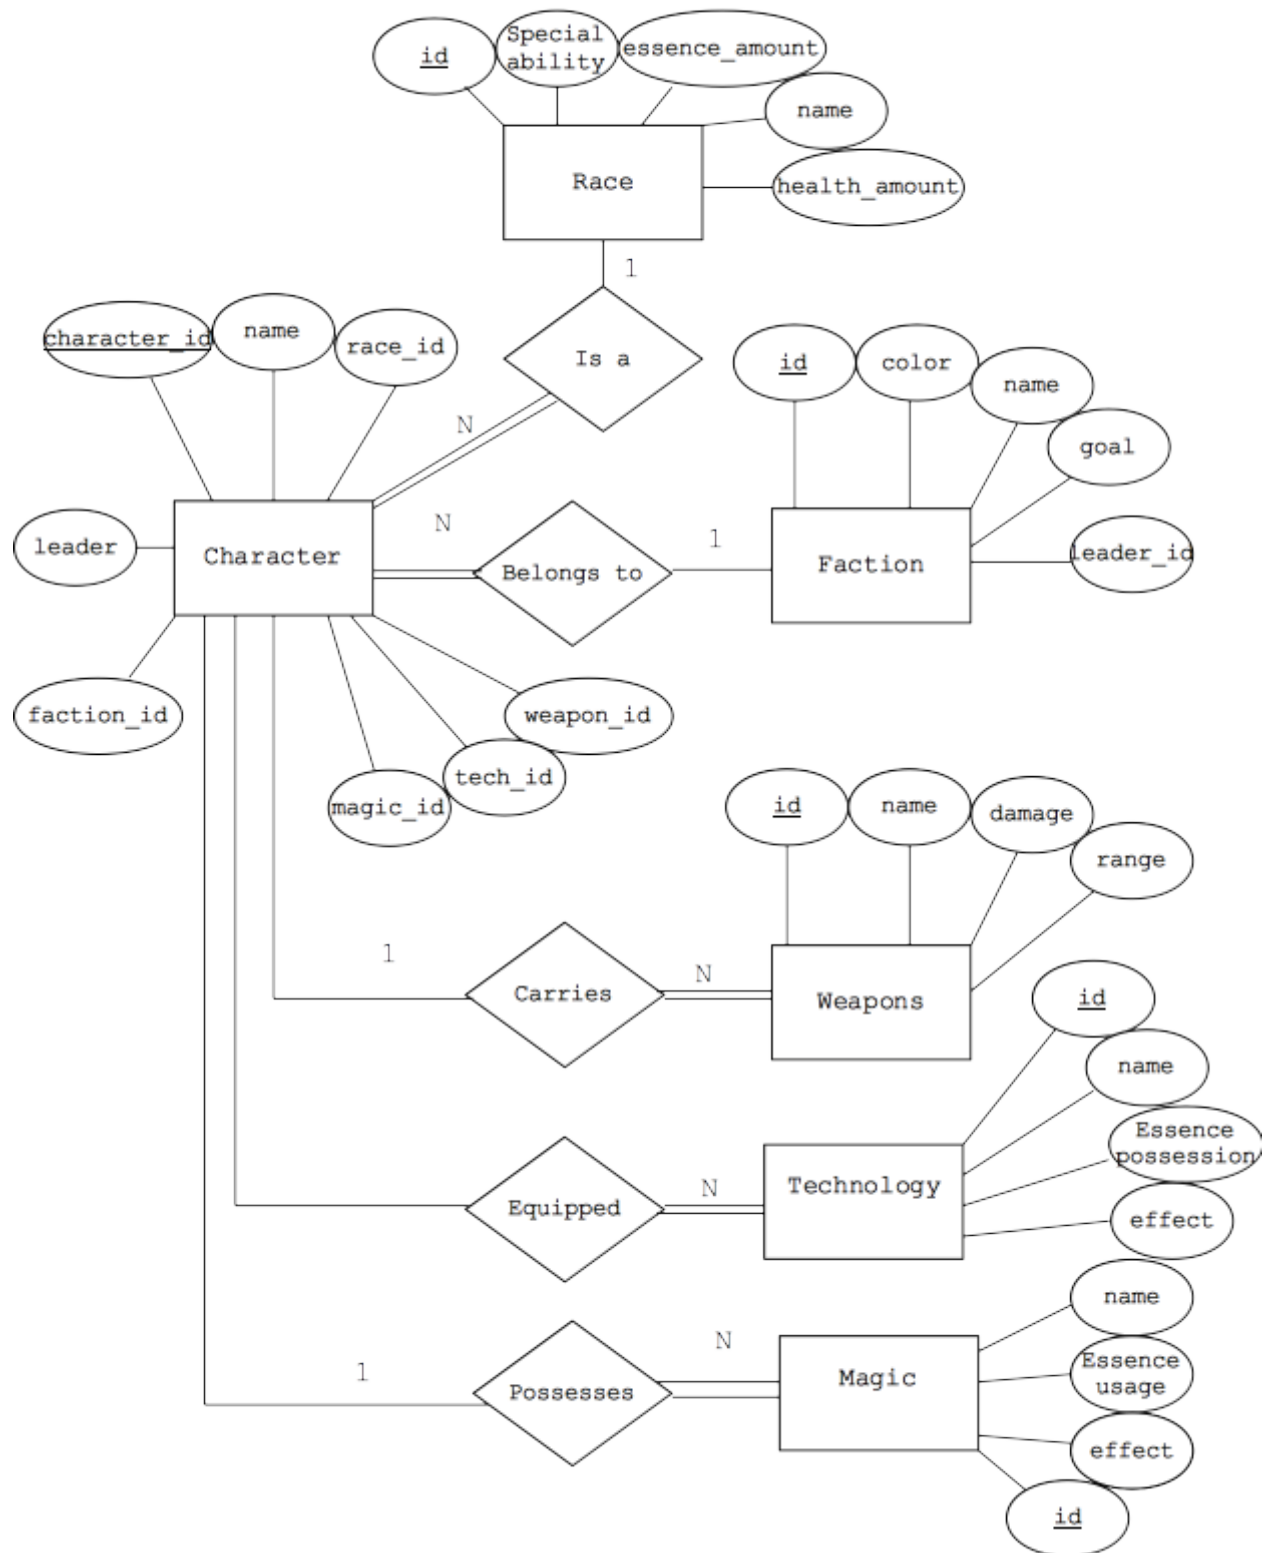 id
Special
ability
essence_amount
name
health_amount
Race
1
Is a
character_id
name
race_id
N
leader
Character
faction_id
magic_id
tech_id
weapon_id
N
Belongs to
1
id
color
name
goal
leader_id
Faction
id
name
damage
range
1
Carries
N
Weapons
id
name
Essence
possession
effect
Equipped
N
Technology
name
Essence
usage
effect
id
1
Possesses
N
Magic